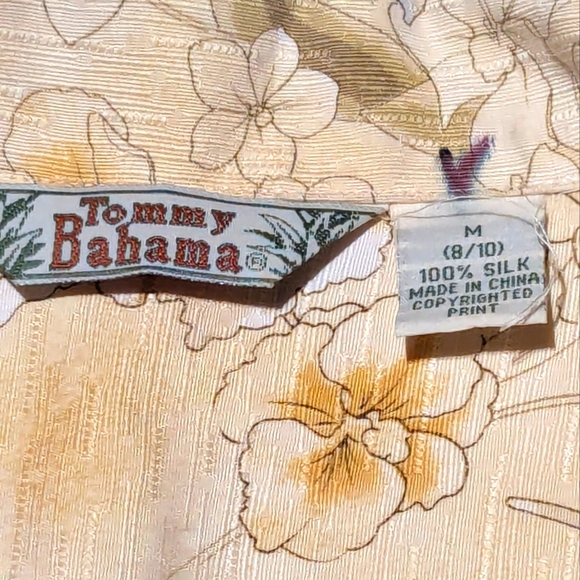 Tommy
Bahama®
M
(8/10)
100% SILK
MADE IN CHINA
COPYRIGHTED
PRINT